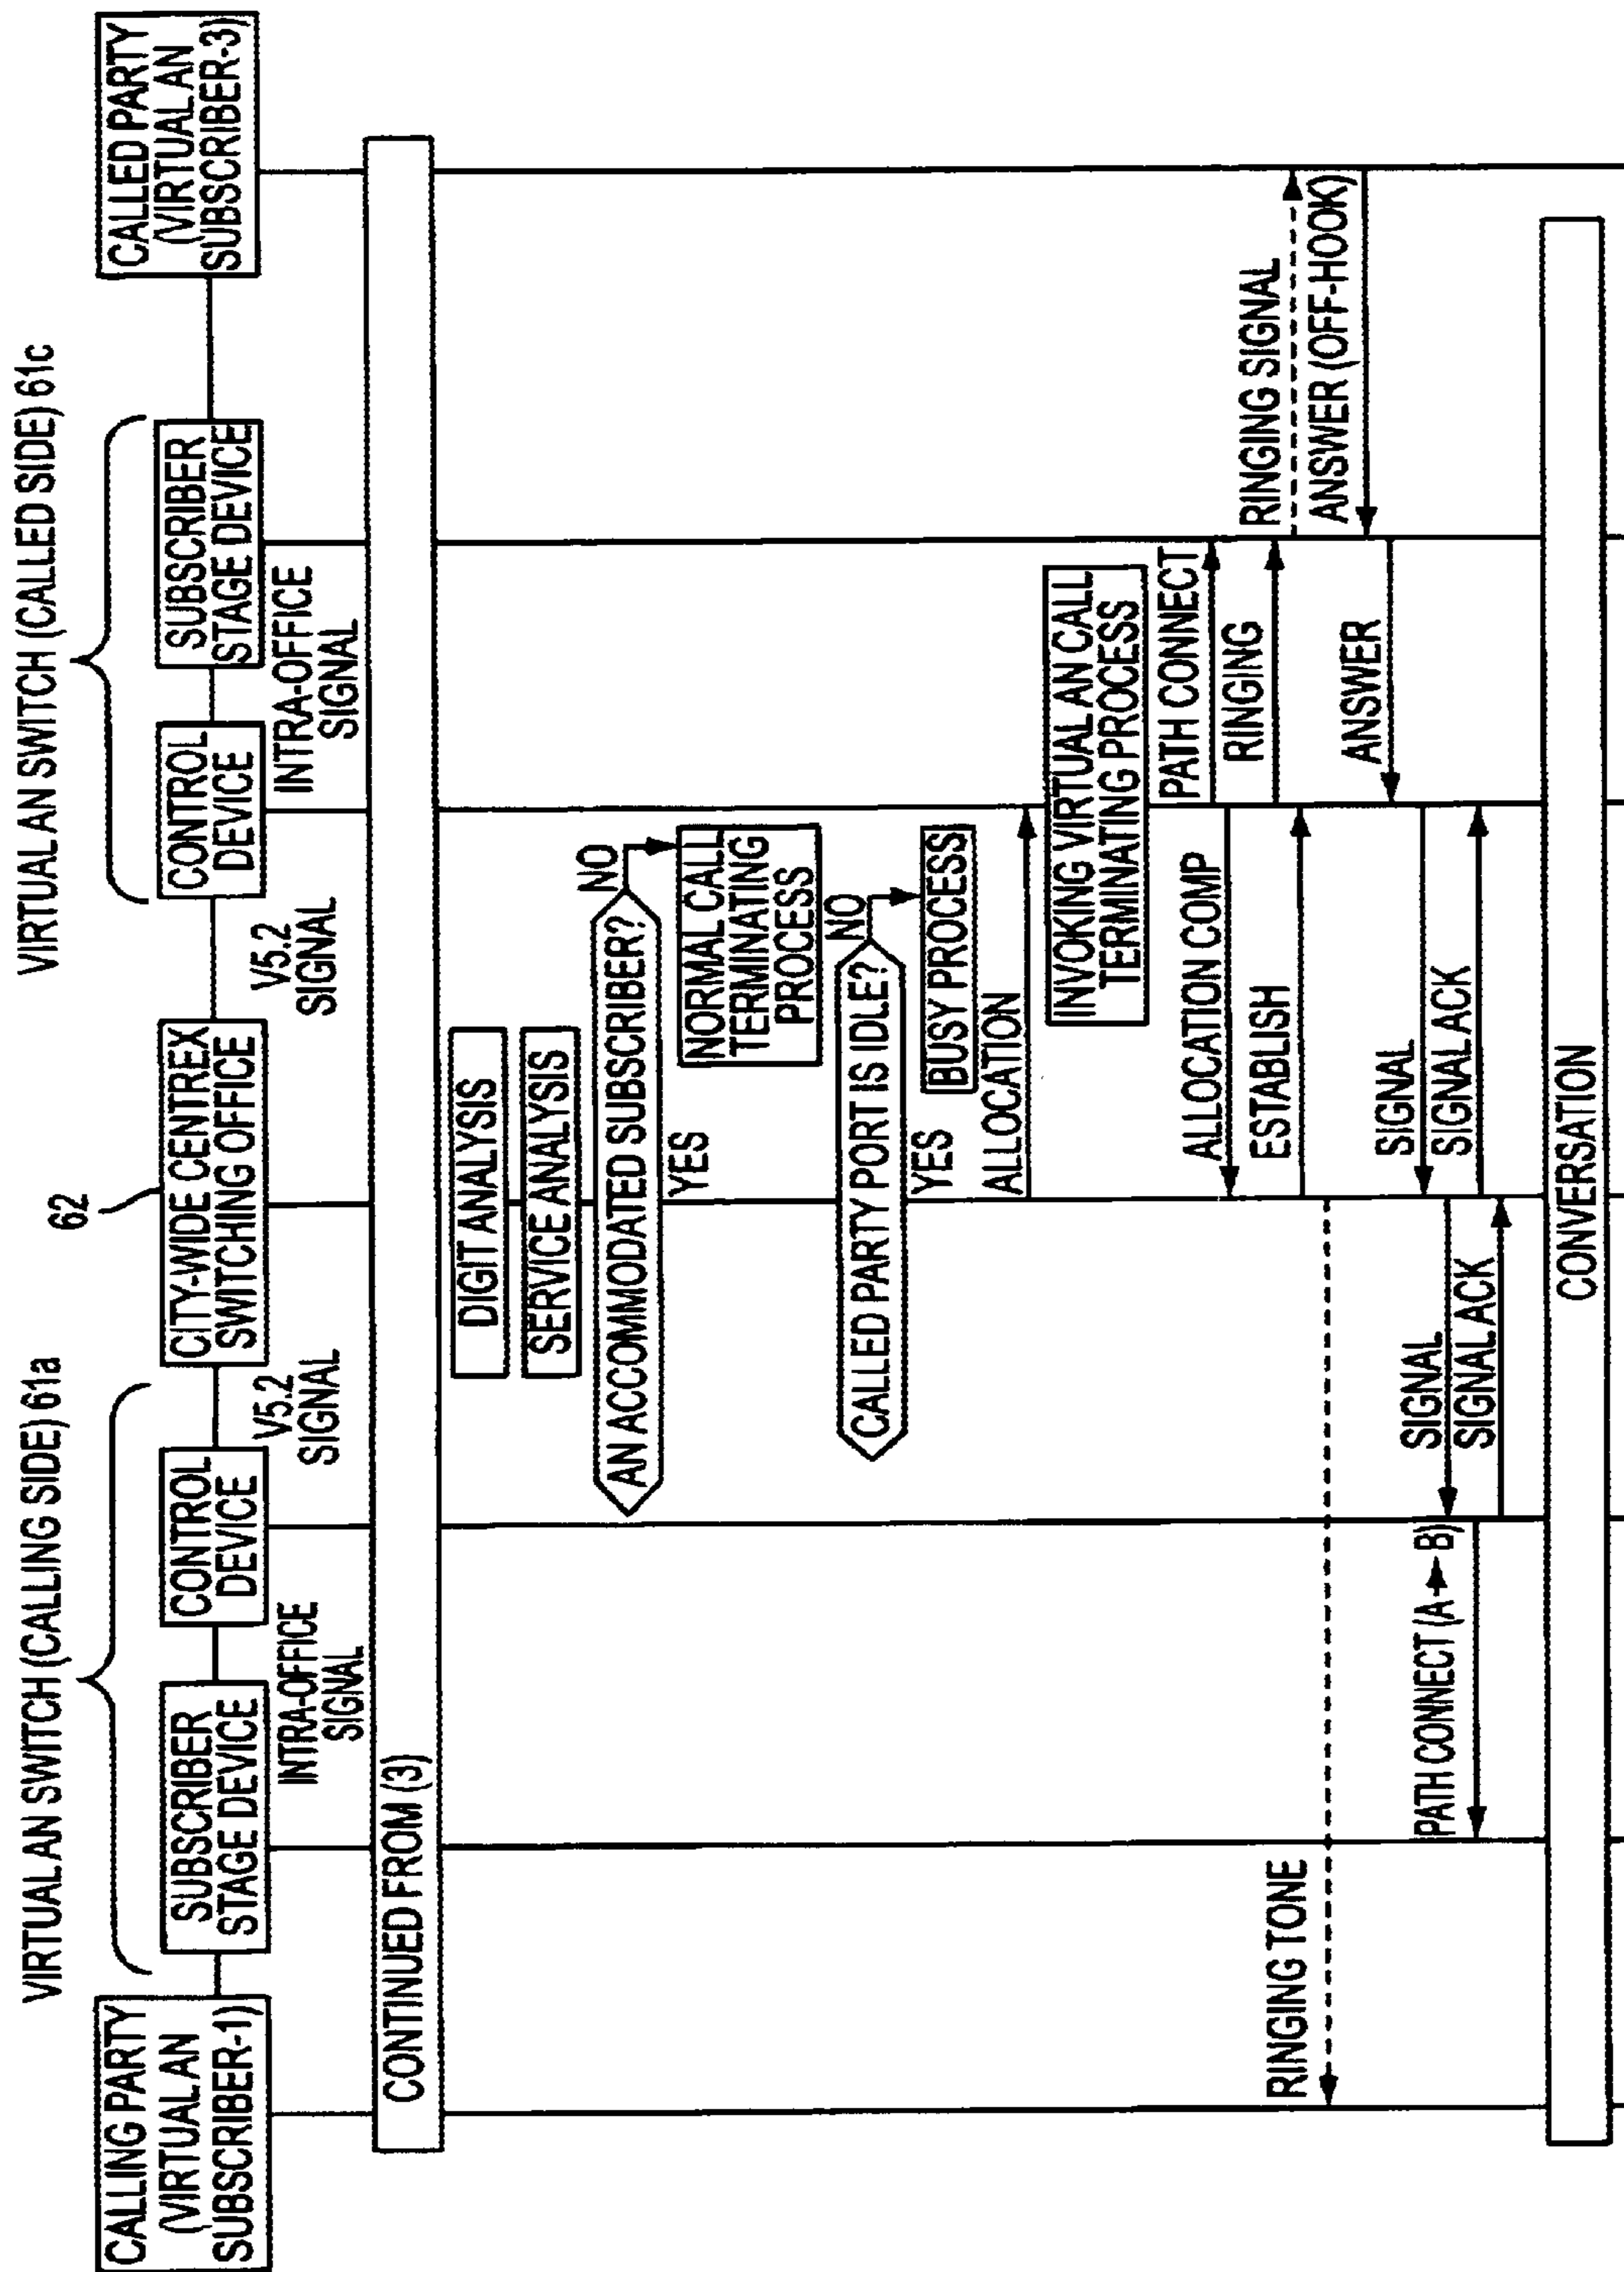 VIRTUAL AN SWITCH (CALLING SIDE) 61a
62
VIRTUAL AN SWITCH (CALLED SIDE) 61c
CALLING PARTY
(VIRTUAL AN
SUBSCRIBER-1)
SUBSCRIBER
STAGE DEVICE
CONTROL
DEVICE
CITY-WIDE CENTREX
SWITCHING OFFICE
CONTROL
DEVICE
SUBSCRIBER
STAGE DEVICE
CALLED PARTY
(VIRTUAL AN
SUBSCRIBER-3)
INTRA-OFFICE
SIGNAL
V5.2
SIGNAL
V5.2
SIGNAL
INTRA-OFFICE
SIGNAL
CONTINUED FROM (3)
DIGIT ANALYSIS
SERVICE ANALYSIS
AN ACCOMMODATED SUBSCRIBER?
NO
YES
NORMAL CALL
TERMINATING
PROCESS
CALLED PARTY PORT IS IDLE?
NO
YES
BUSY PROCESS
ALLOCATION
INVOKING VIRTUAL AN CALL
TERMINATING PROCESS
PATH CONNECT
ALLOCATION COMP
RINGING
ESTABLISH
RINGING SIGNAL
RINGING TONE
ANSWER (OFF-HOOK)
ANSWER
SIGNAL
SIGNAL
SIGNAL ACK
PATH CONNECT (A → B)
SIGNAL ACK
CONVERSATION